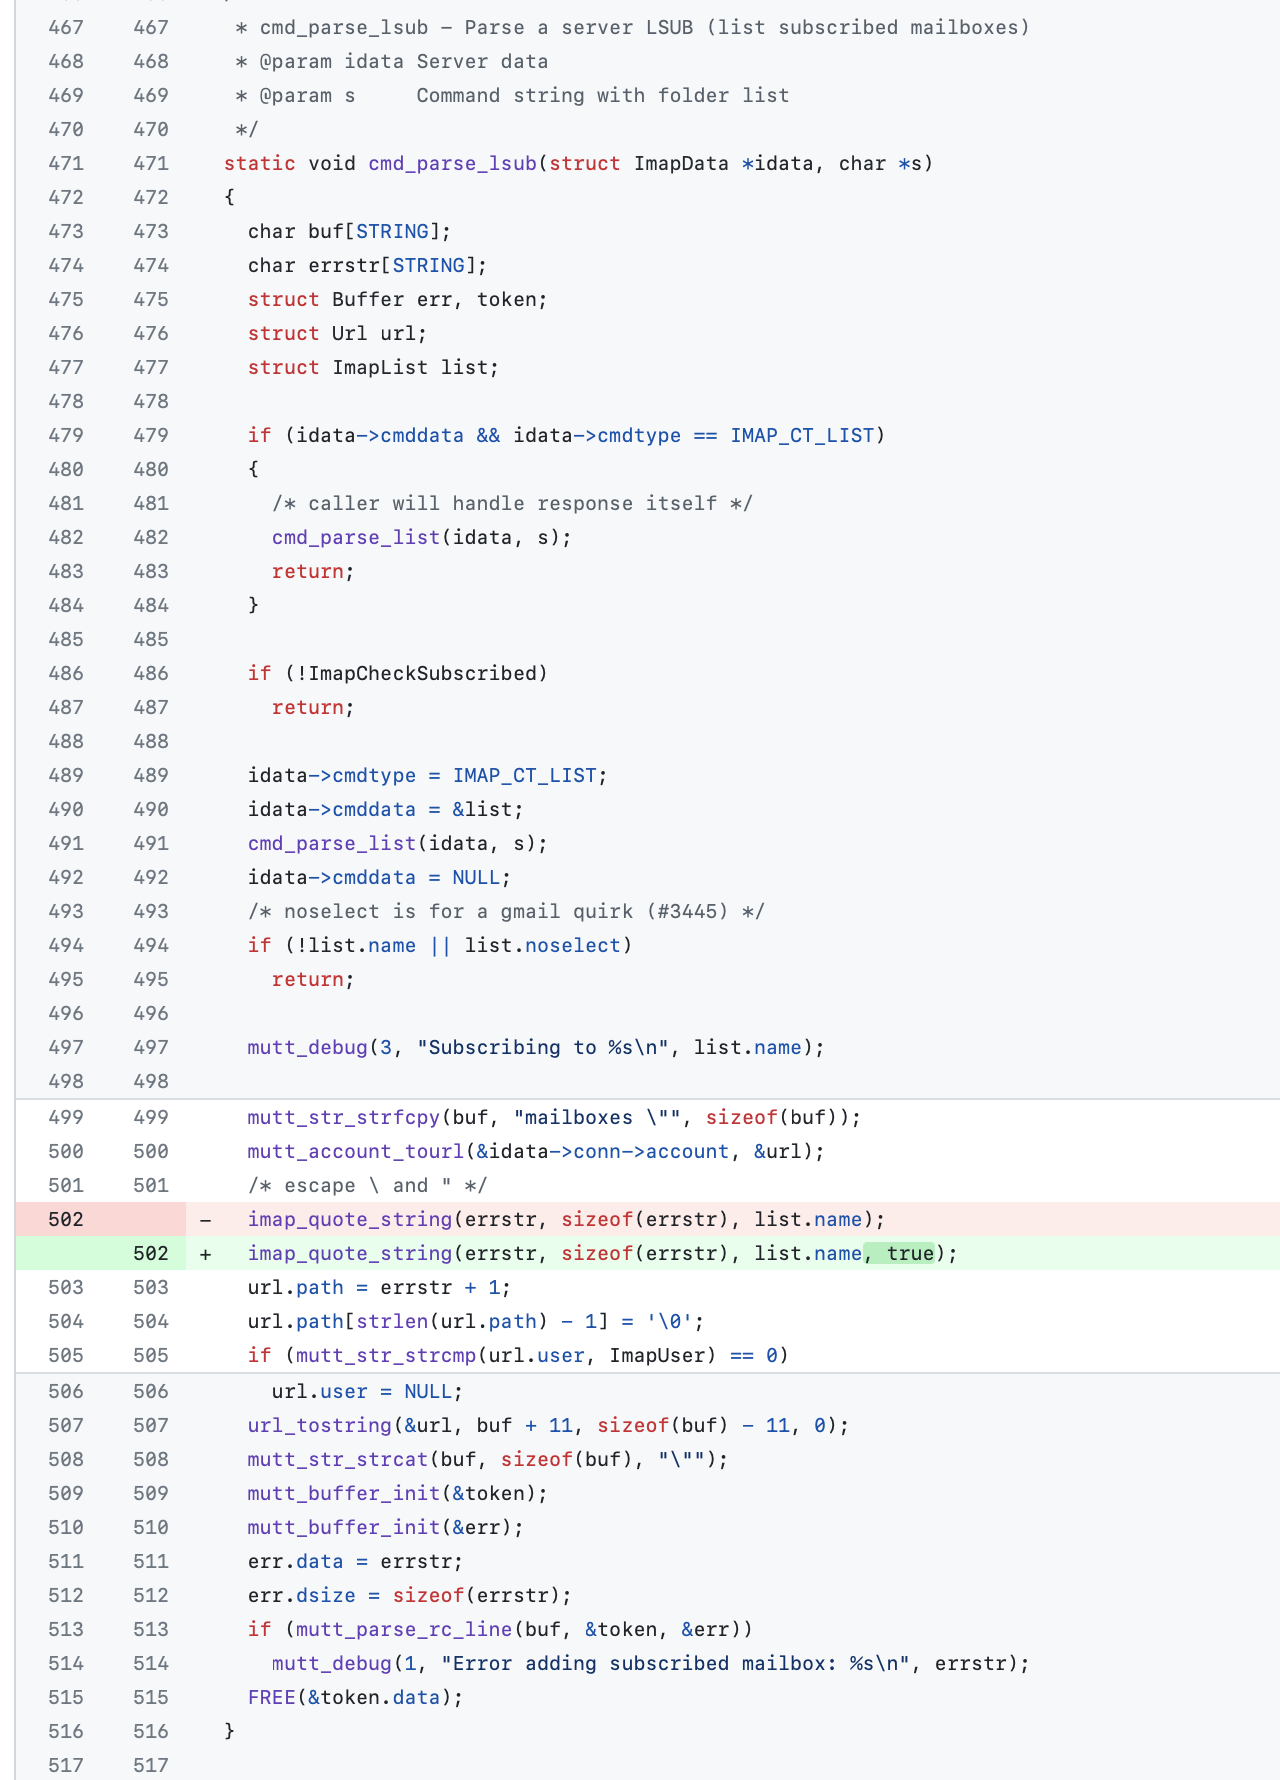 467 467 * cmd_parse_lsub – Parse a server LSUB (list subscribed mailboxes)
468 468 * @param idata Server data
469 469 * @param s     Command string with folder list
470 470 */
471 471 static void cmd_parse_lsub(struct ImapData *idata, char *s)
472 472 {
473 473   char buf[STRING];
474 474   char errstr[STRING];
475 475   struct Buffer err, token;
476 476   struct Url url;
477 477   struct ImapList list;
478 478
479 479   if (idata->cmddata && idata->cmdtype == IMAP_CT_LIST)
480 480   {
481 481     /* caller will handle response itself */
482 482     cmd_parse_list(idata, s);
483 483     return;
484 484   }
485 485
486 486   if (!ImapCheckSubscribed)
487 487     return;
488 488
489 489   idata->cmdtype = IMAP_CT_LIST;
490 490   idata->cmddata = &list;
491 491   cmd_parse_list(idata, s);
492 492   idata->cmddata = NULL;
493 493   /* noselect is for a gmail quirk (#3445) */
494 494   if (!list.name || list.noselect)
495 495     return;
496 496
497 497   mutt_debug(3, "Subscribing to %s\n", list.name);
498 498
499 499   mutt_str_strfcpy(buf, "mailboxes \"", sizeof(buf));
500 500   mutt_account_tourl(&idata->conn->account, &url);
501 501   /* escape \ and " */
502 -   imap_quote_string(errstr, sizeof(errstr), list.name);
502 +   imap_quote_string(errstr, sizeof(errstr), list.name, true);
503 503   url.path = errstr + 1;
504 504   url.path[strlen(url.path) - 1] = '\0';
505 505   if (mutt_str_strcmp(url.user, ImapUser) == 0)
506 506     url.user = NULL;
507 507   url_tostring(&url, buf + 11, sizeof(buf) - 11, 0);
508 508   mutt_str_strcat(buf, sizeof(buf), "\"");
509 509   mutt_buffer_init(&token);
510 510   mutt_buffer_init(&err);
511 511   err.data = errstr;
512 512   err.dsize = sizeof(errstr);
513 513   if (mutt_parse_rc_line(buf, &token, &err))
514 514     mutt_debug(1, "Error adding subscribed mailbox: %s\n", errstr);
515 515   FREE(&token.data);
516 516 }
517 517